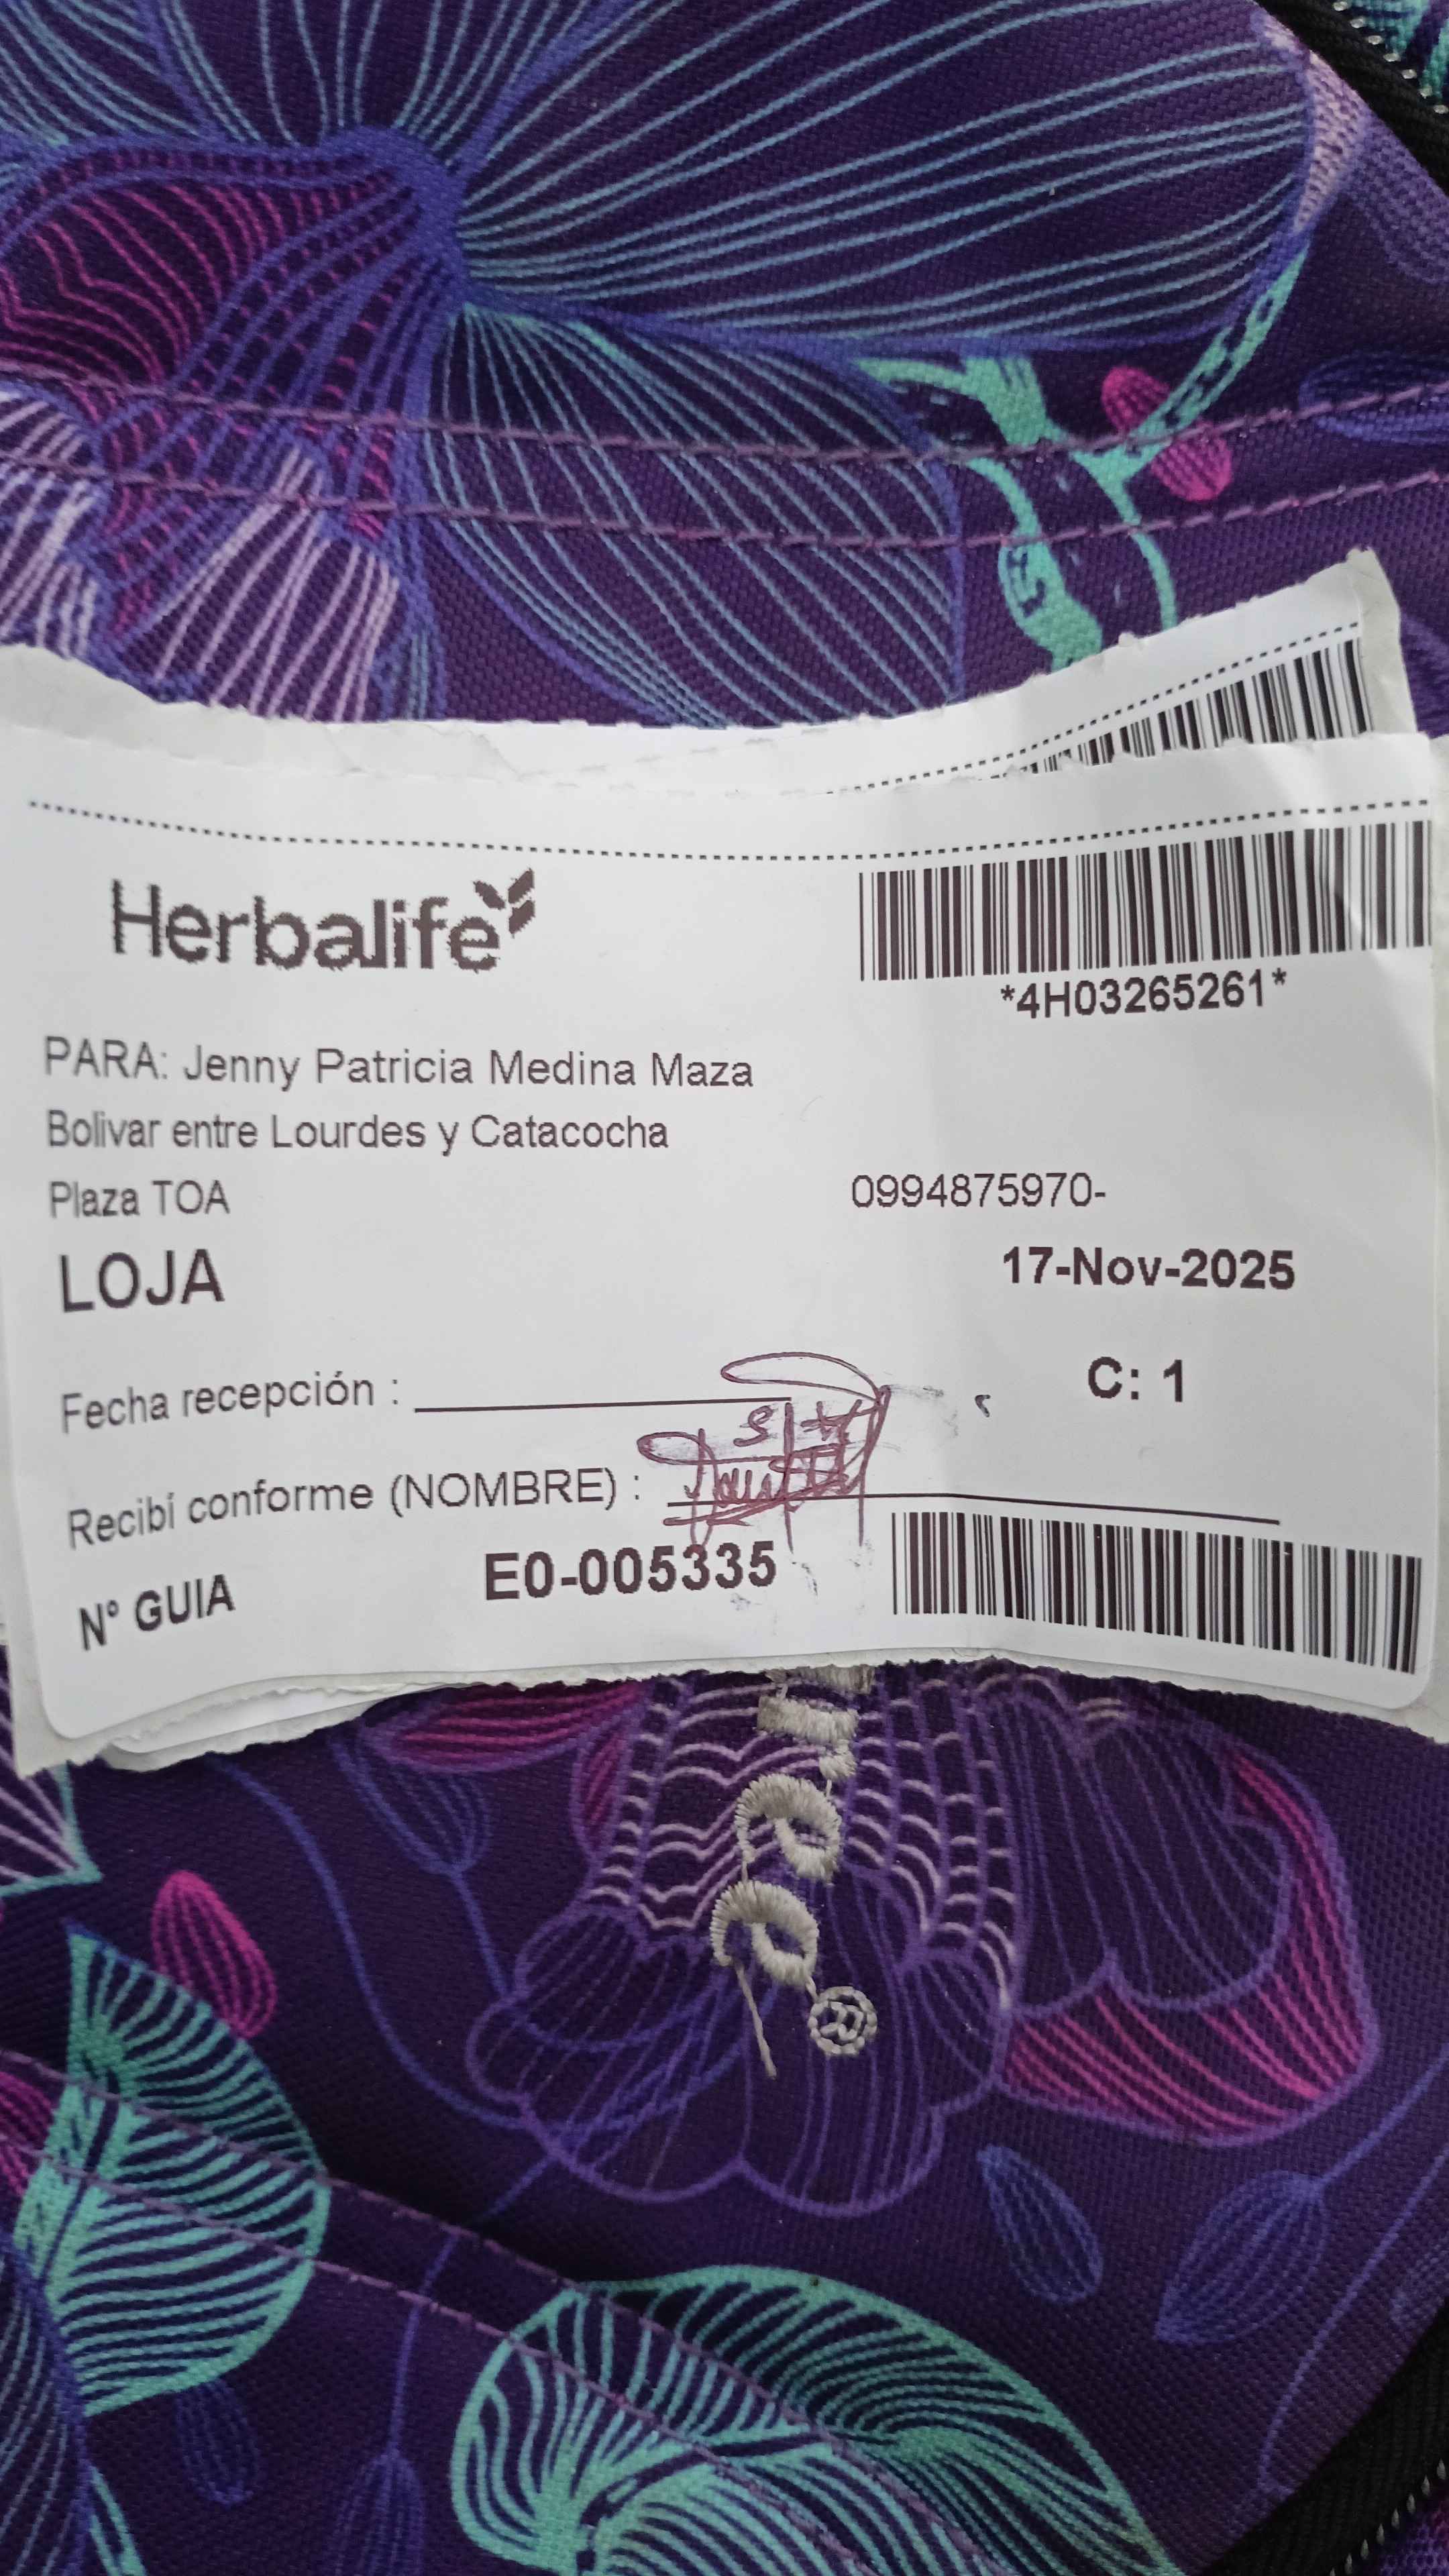 Herbalife
*4H03265261*
PARA: Jenny Patricia Medina Maza
Bolivar entre Lourdes y Catacocha
Plaza TOA
0994875970-
LOJA
17-Nov-2025
Fecha recepción :
C: 1
Recibí conforme (NOMBRE) :
N° GUIA
E0-005335